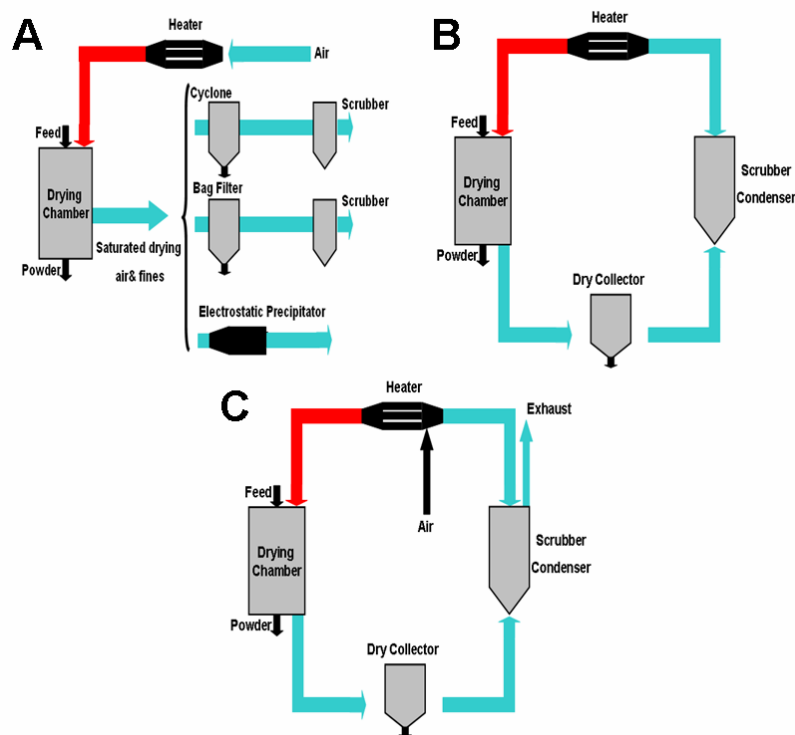 A
Heater
Air
Cyclone
Scrubber
Feed
Drying
Chamber
Bag Filter
Scrubber
Saturated drying
air& fines
Powder
Electrostatic Precipitator
B
Heater
Feed
Drying
Chamber
Scrubber
Condenser
Powder
Dry Collector
C
Heater
Exhaust
Feed
Air
Drying
Chamber
Scrubber
Condenser
Powder
Dry Collector